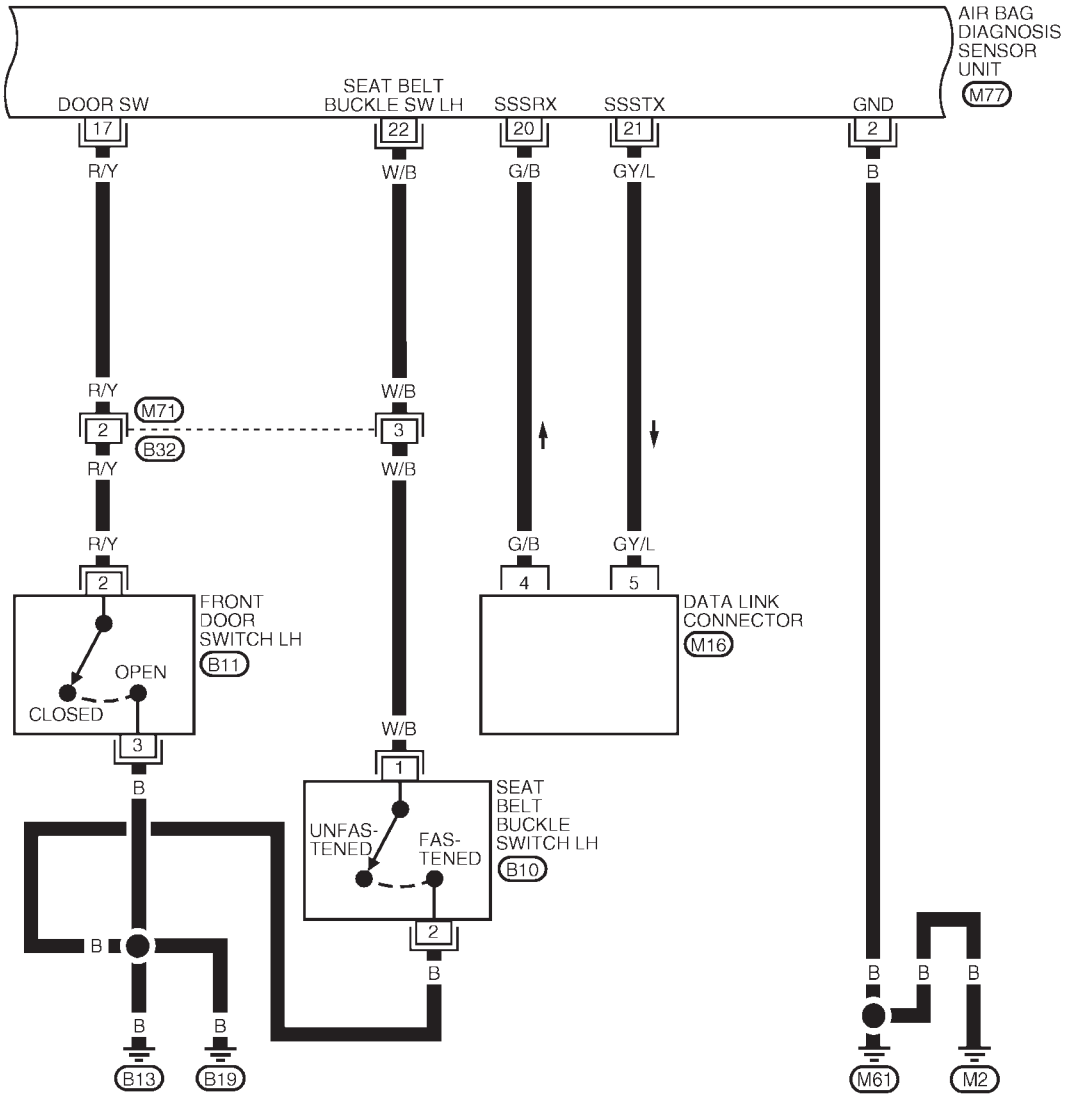 AIR BAG
DIAGNOSIS
SENSOR
UNIT
M77
DOOR SW
SEAT BELT
BUCKLE SW LH
SSSRX
SSSTX
GND
17
22
20
21
2
R/Y
W/B
G/B
GY/L
B
R/Y
W/B
M71
2
3
B32
R/Y
W/B
R/Y
G/B
GY/L
2
4
5
FRONT
DOOR
SWITCH LH
B11
DATA LINK
CONNECTOR
M16
OPEN
CLOSED
W/B
3
1
B
SEAT
BELT
BUCKLE
SWITCH LH
B10
UNFAS-
TENED
FAS-
TENED
2
B
B
B
B
B
B
B
B13
B19
M61
M2